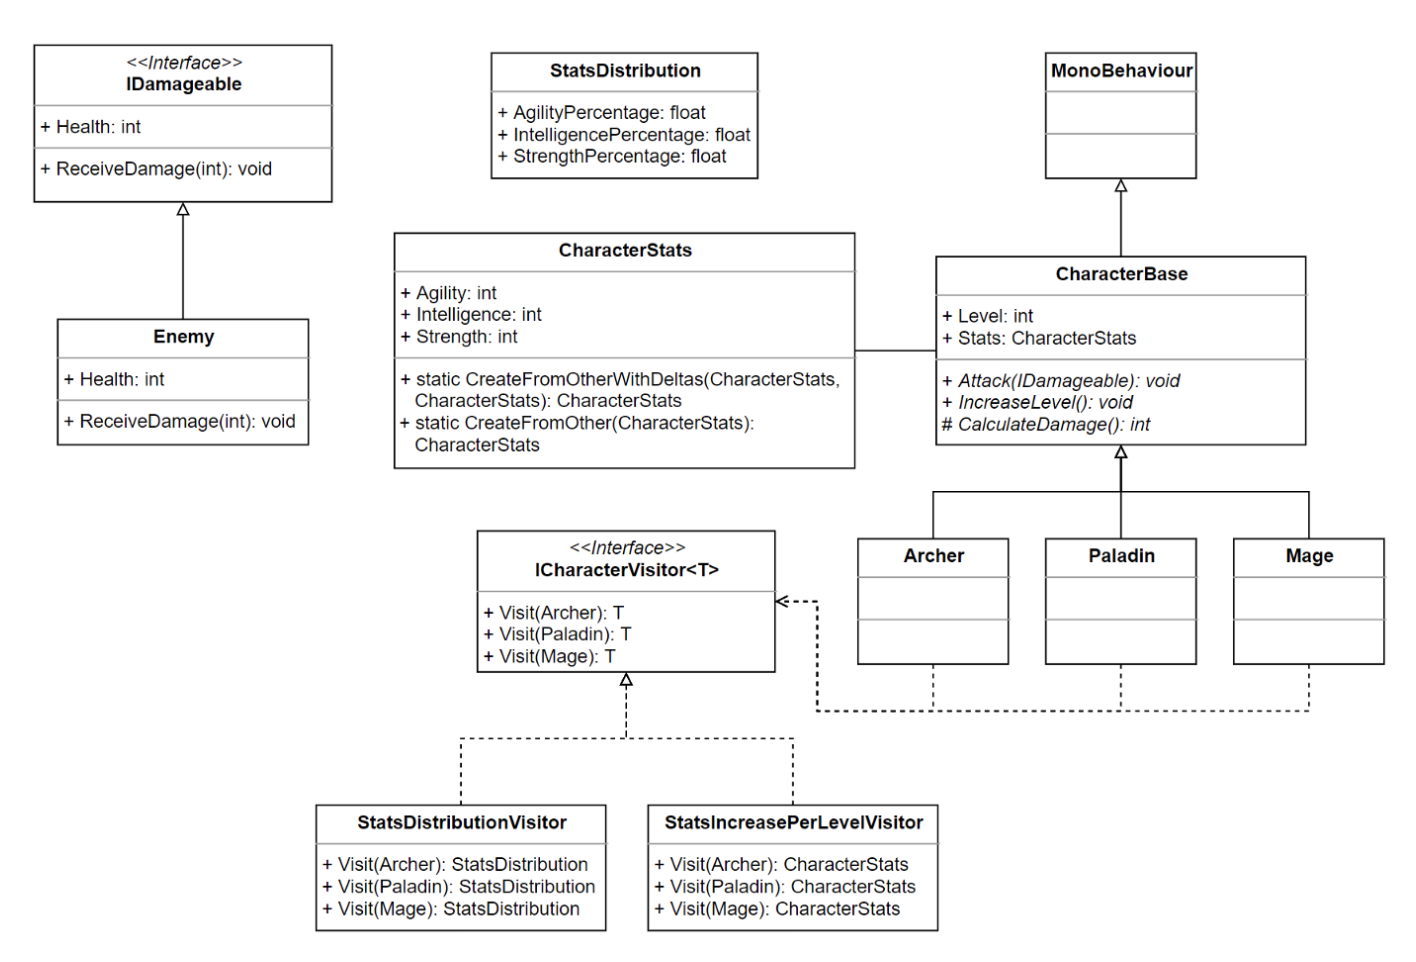 <<Interface>>
IDamageable
+ Health: int
+ ReceiveDamage(int): void
StatsDistribution
+ AgilityPercentage: float
+ IntelligencePercentage: float
+ StrengthPercentage: float
MonoBehaviour
CharacterStats
+ Agility: int
+ Intelligence: int
+ Strength: int
+ static CreateFromOtherWithDeltas(CharacterStats,
CharacterStats): CharacterStats
+ static CreateFromOther(CharacterStats):
CharacterStats
CharacterBase
+ Level: int
+ Stats: CharacterStats
+ Attack(IDamageable): void
+ IncreaseLevel(): void
# CalculateDamage(): int
Enemy
+ Health: int
+ ReceiveDamage(int): void
<<Interface>>
ICharacterVisitor<T>
+ Visit(Archer): T
+ Visit(Paladin): T
+ Visit(Mage): T
Archer
Paladin
Mage
StatsDistributionVisitor
+ Visit(Archer): StatsDistribution
+ Visit(Paladin): StatsDistribution
+ Visit(Mage): StatsDistribution
StatsIncreasePerLevelVisitor
+ Visit(Archer): CharacterStats
+ Visit(Paladin): CharacterStats
+ Visit(Mage): CharacterStats